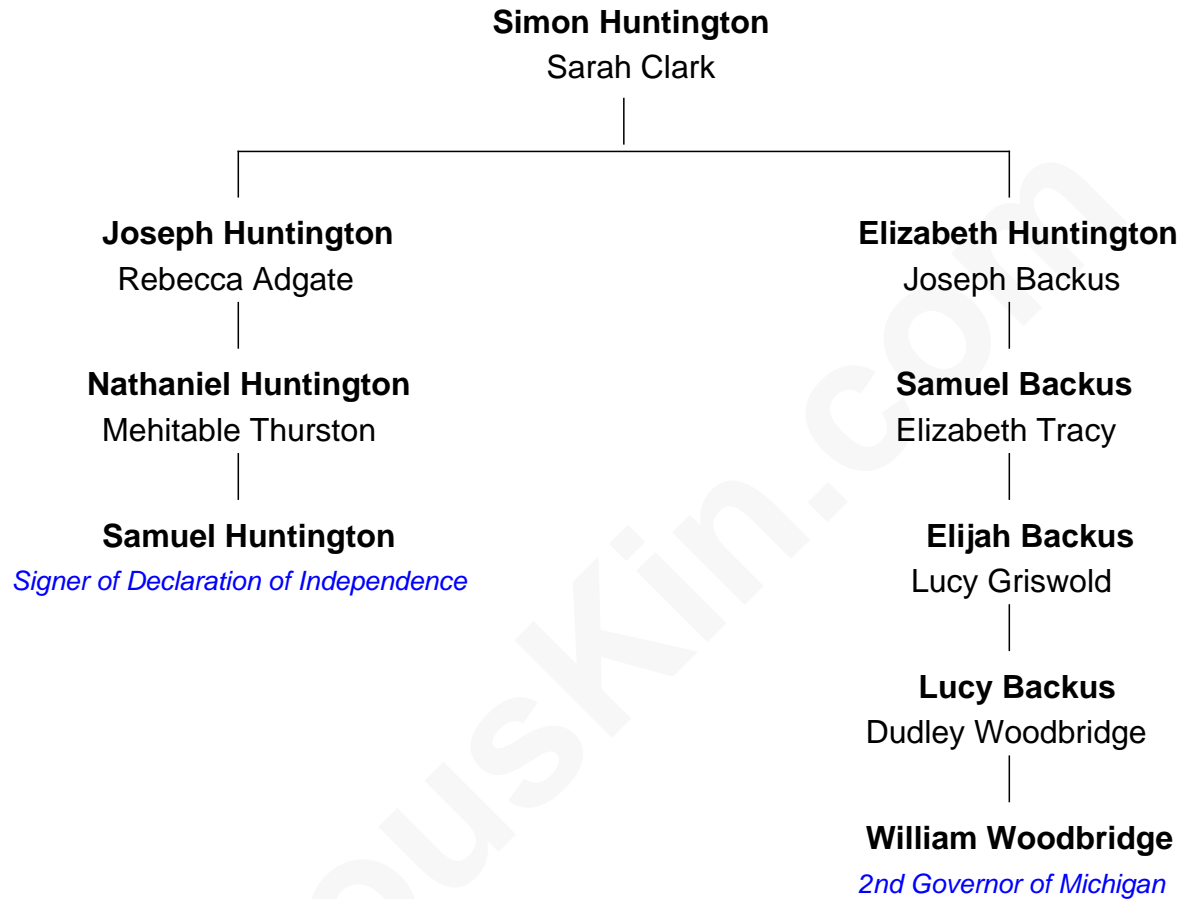 Simon Huntington
Sarah Clark
Joseph Huntington
Rebecca Adgate
Nathaniel Huntington
Mehitable Thurston
Samuel Huntington
Signer of Declaration of Independence
Elizabeth Huntington
Joseph Backus
Samuel Backus
Elizabeth Tracy
Elijah Backus
Lucy Griswold
Lucy Backus
Dudley Woodbridge
William Woodbridge
2nd Governor of Michigan
ousKin.com